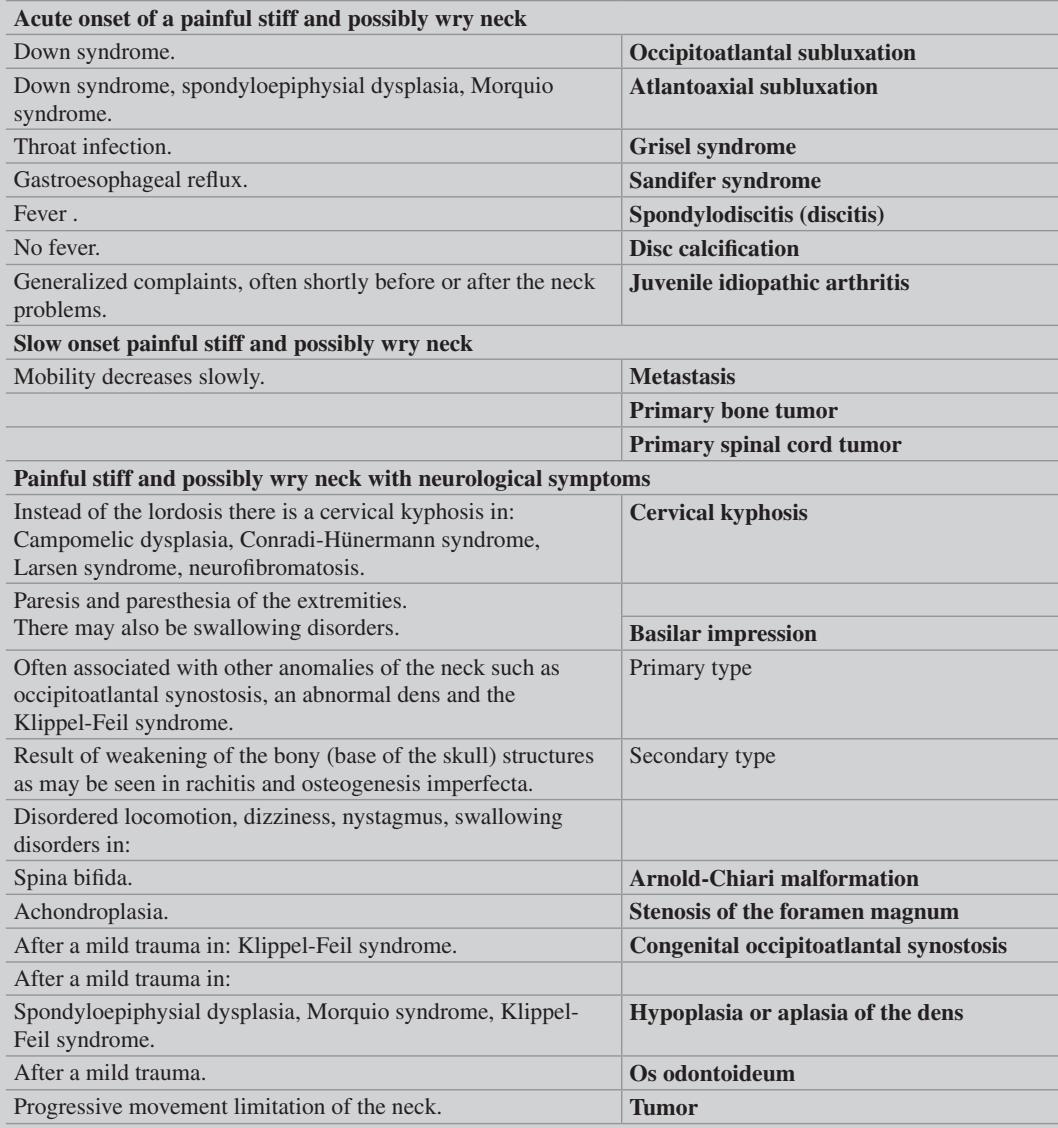 Acute onset of a painful stiff and possibly wry neck
Down syndrome. Occipitoatlantal subluxation
Down syndrome, spondyloepiphysial dysplasia, Morquio Atlantoaxial subluxation
syndrome.
Throat infection. Grisel syndrome
Gastroesophageal reflux. Sandifer syndrome
Fever . Spondylodiscitis (discitis)
No fever. Disc calcification
Generalized complaints, often shortly before or after the neck Juvenile idiopathic arthritis
problems.
Slow onset painful stiff and possibly wry neck
Mobility decreases slowly. Metastasis
Primary bone tumor
Primary spinal cord tumor
Painful stiff and possibly wry neck with neurological symptoms
Instead of the lordosis there is a cervical kyphosis in: Cervical kyphosis
Campomelic dysplasia, Conradi-Hünermann syndrome,
Larsen syndrome, neurofibromatosis.
Paresis and paresthesia of the extremities.
There may also be swallowing disorders. Basilar impression
Often associated with other anomalies of the neck such as Primary type
occipitoatlantal synostosis, an abnormal dens and the
Klippel-Feil syndrome.
Result of weakening of the bony (base of the skull) structures Secondary type
as may be seen in rachitis and osteogenesis imperfecta.
Disordered locomotion, dizziness, nystagmus, swallowing
disorders in:
Spina bifida. Arnold-Chiari malformation
Achondroplasia. Stenosis of the foramen magnum
After a mild trauma in: Klippel-Feil syndrome. Congenital occipitoatlantal synostosis
After a mild trauma in:
Spondyloepiphysial dysplasia, Morquio syndrome, Klippel- Hypoplasia or aplasia of the dens
Feil syndrome.
After a mild trauma. Os odontoideum
Progressive movement limitation of the neck. Tumor